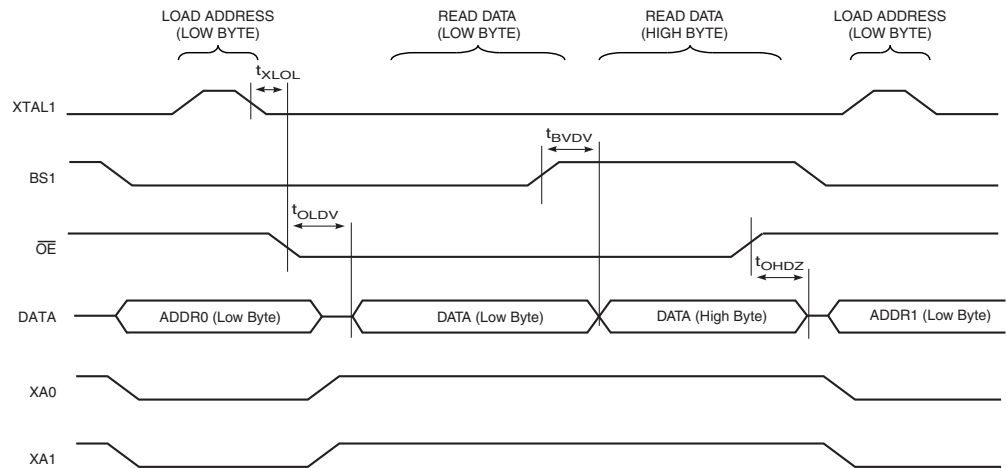 LOAD ADDRESS
(LOW BYTE)
READ DATA
(LOW BYTE)
READ DATA
(HIGH BYTE)
LOAD ADDRESS
(LOW BYTE)
tXLOL
XTAL1
tBVDV
BS1
tOLDV
OE
tOHDZ
DATA
ADDR0 (Low Byte)
DATA (Low Byte)
DATA (High Byte)
ADDR1 (Low Byte)
XA0
XA1